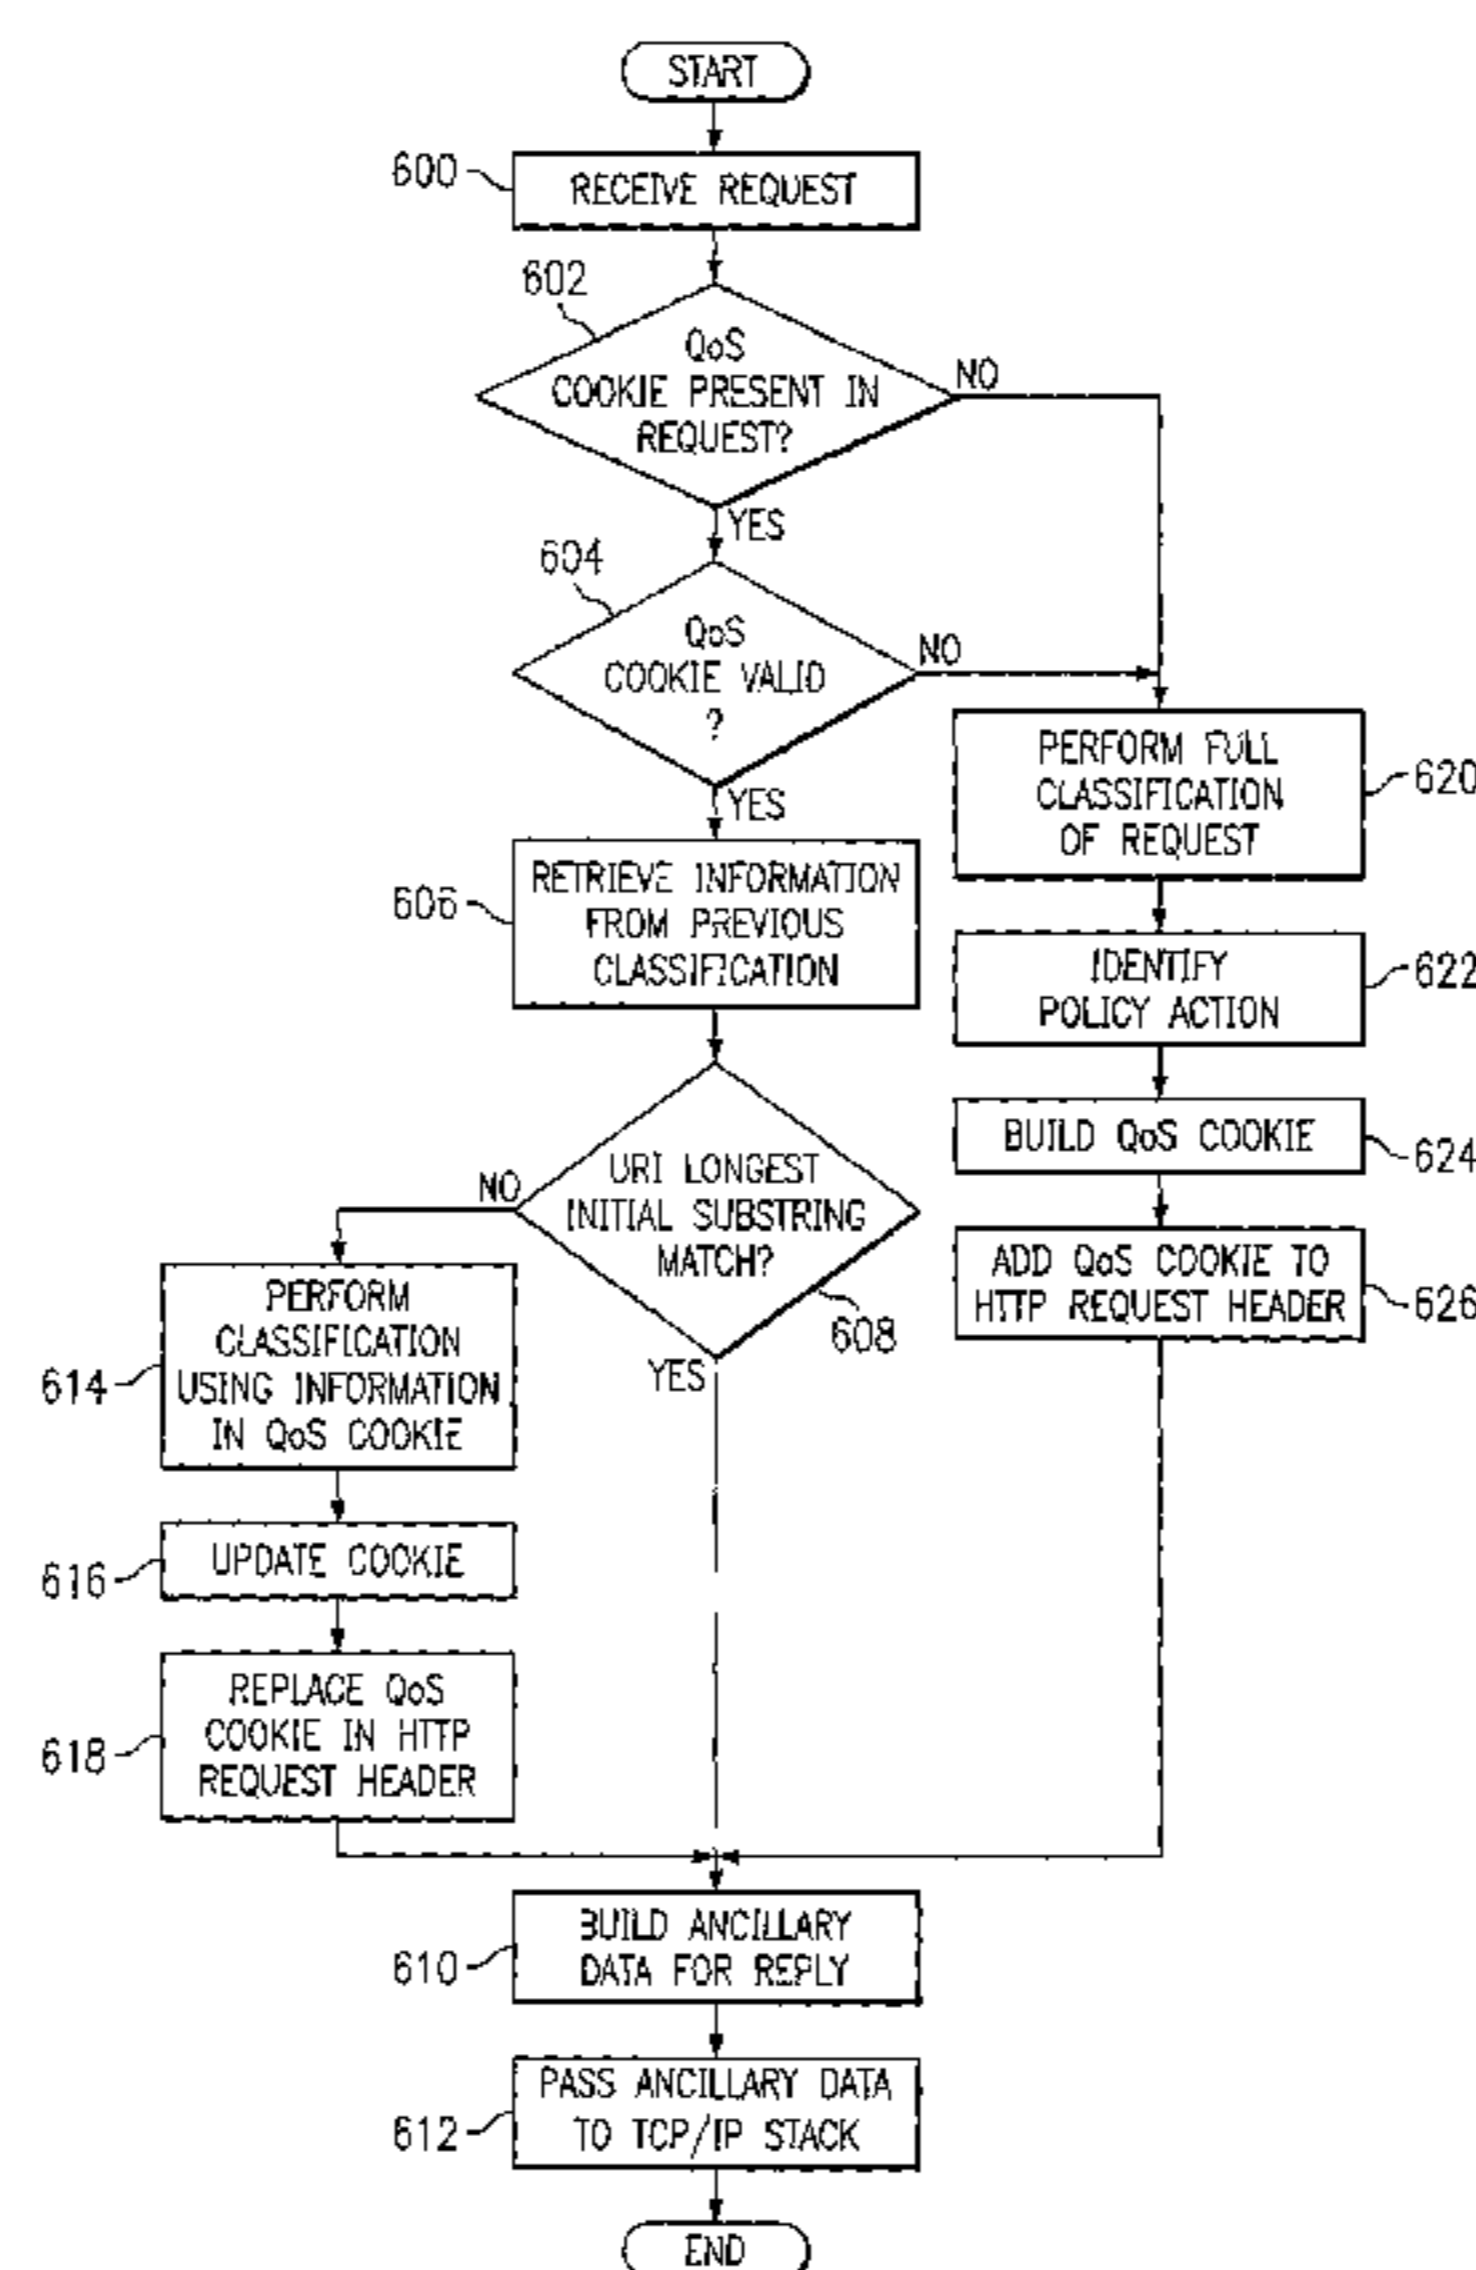 START
600
RECEIVE REQUEST
602
QoS
COOKIE PRESENT IN
REQUEST?
NO
YES
604
QoS
COOKIE VALID
?
NO
YES
606
RETRIEVE INFORMATION
FROM PREVIOUS
CLASSIFICATION
PERFORM FULL
CLASSIFICATION
OF REQUEST
620
IDENTIFY
POLICY ACTION
622
BUILD QoS COOKIE
624
ADD QoS COOKIE TO
HTTP REQUEST HEADER
626
URI LONGEST
INITIAL SUBSTRING
MATCH?
608
NO
YES
PERFORM
CLASSIFICATION
USING INFORMATION
IN QoS COOKIE
614
UPDATE COOKIE
616
REPLACE QoS
COOKIE IN HTTP
REQUEST HEADER
618
BUILD ANCILLARY
DATA FOR REPLY
610
PASS ANCILLARY DATA
TO TCP/IP STACK
612
END